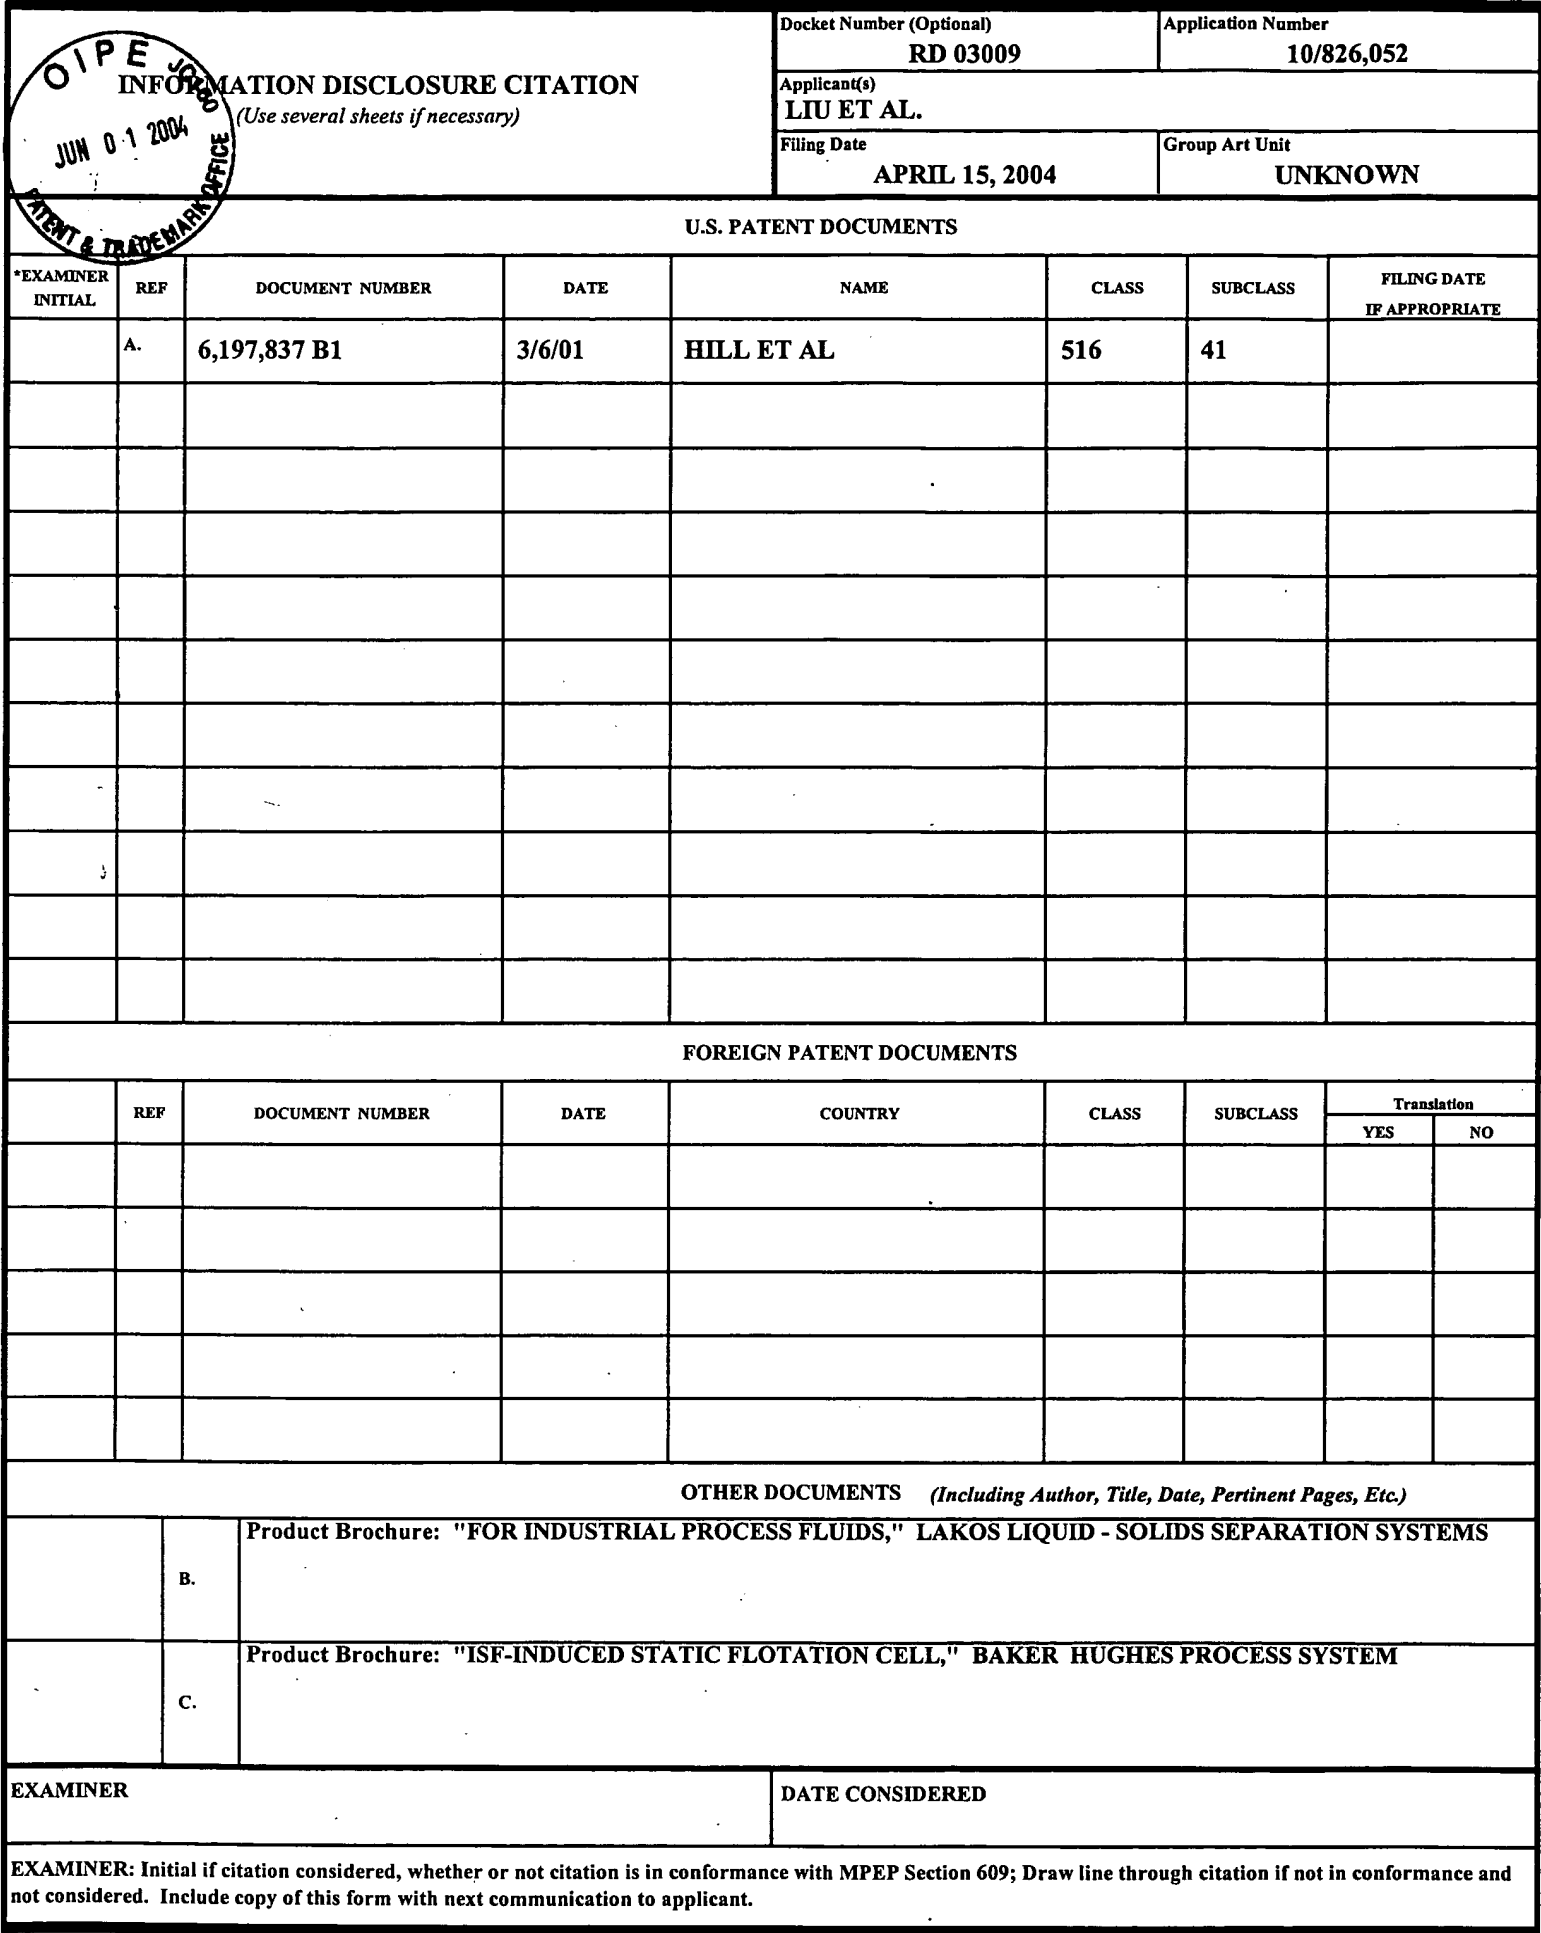 OIPE JC180
JUN 01 2004
PATENT & TRADEMARK OFFICE
INFORMATION DISCLOSURE CITATION
(Use several sheets if necessary)
Docket Number (Optional)
RD 03009
Application Number
10/826,052
Applicant(s)
LIU ET AL.
Filing Date
APRIL 15, 2004
Group Art Unit
UNKNOWN
U.S. PATENT DOCUMENTS
*EXAMINER INITIAL REF DOCUMENT NUMBER DATE NAME CLASS SUBCLASS FILING DATE IF APPROPRIATE
A. 6,197,837 B1 3/6/01 HILL ET AL 516 41
FOREIGN PATENT DOCUMENTS
REF DOCUMENT NUMBER DATE COUNTRY CLASS SUBCLASS Translation
YES NO
OTHER DOCUMENTS (Including Author, Title, Date, Pertinent Pages, Etc.)
Product Brochure: "FOR INDUSTRIAL PROCESS FLUIDS," LAKOS LIQUID - SOLIDS SEPARATION SYSTEMS
B.
Product Brochure: "ISF-INDUCED STATIC FLOTATION CELL," BAKER HUGHES PROCESS SYSTEM
C.
EXAMINER
DATE CONSIDERED
EXAMINER: Initial if citation considered, whether or not citation is in conformance with MPEP Section 609; Draw line through citation if not in conformance and
not considered. Include copy of this form with next communication to applicant.